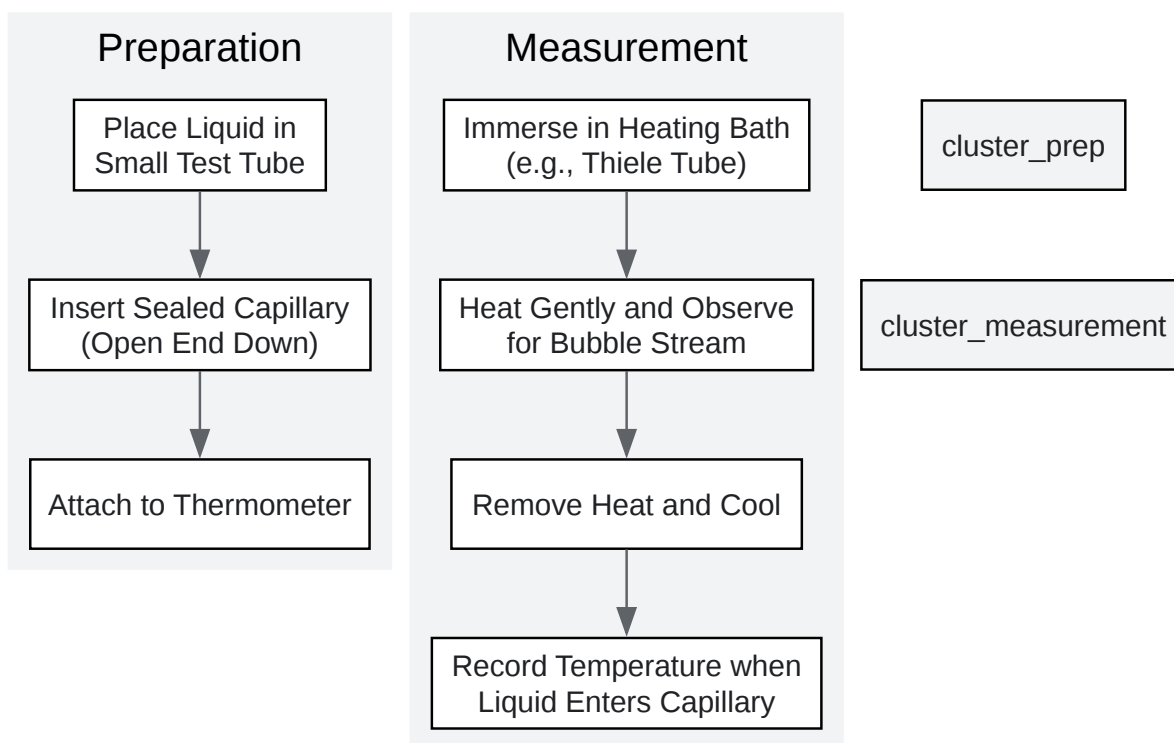 Preparation
Place Liquid in
Small Test Tube
Insert Sealed Capillary
(Open End Down)
Attach to Thermometer
Measurement
Immerse in Heating Bath
(e.g., Thiele Tube)
Heat Gently and Observe
for Bubble Stream
Remove Heat and Cool
Record Temperature when
Liquid Enters Capillary
cluster_prep
cluster_measurement